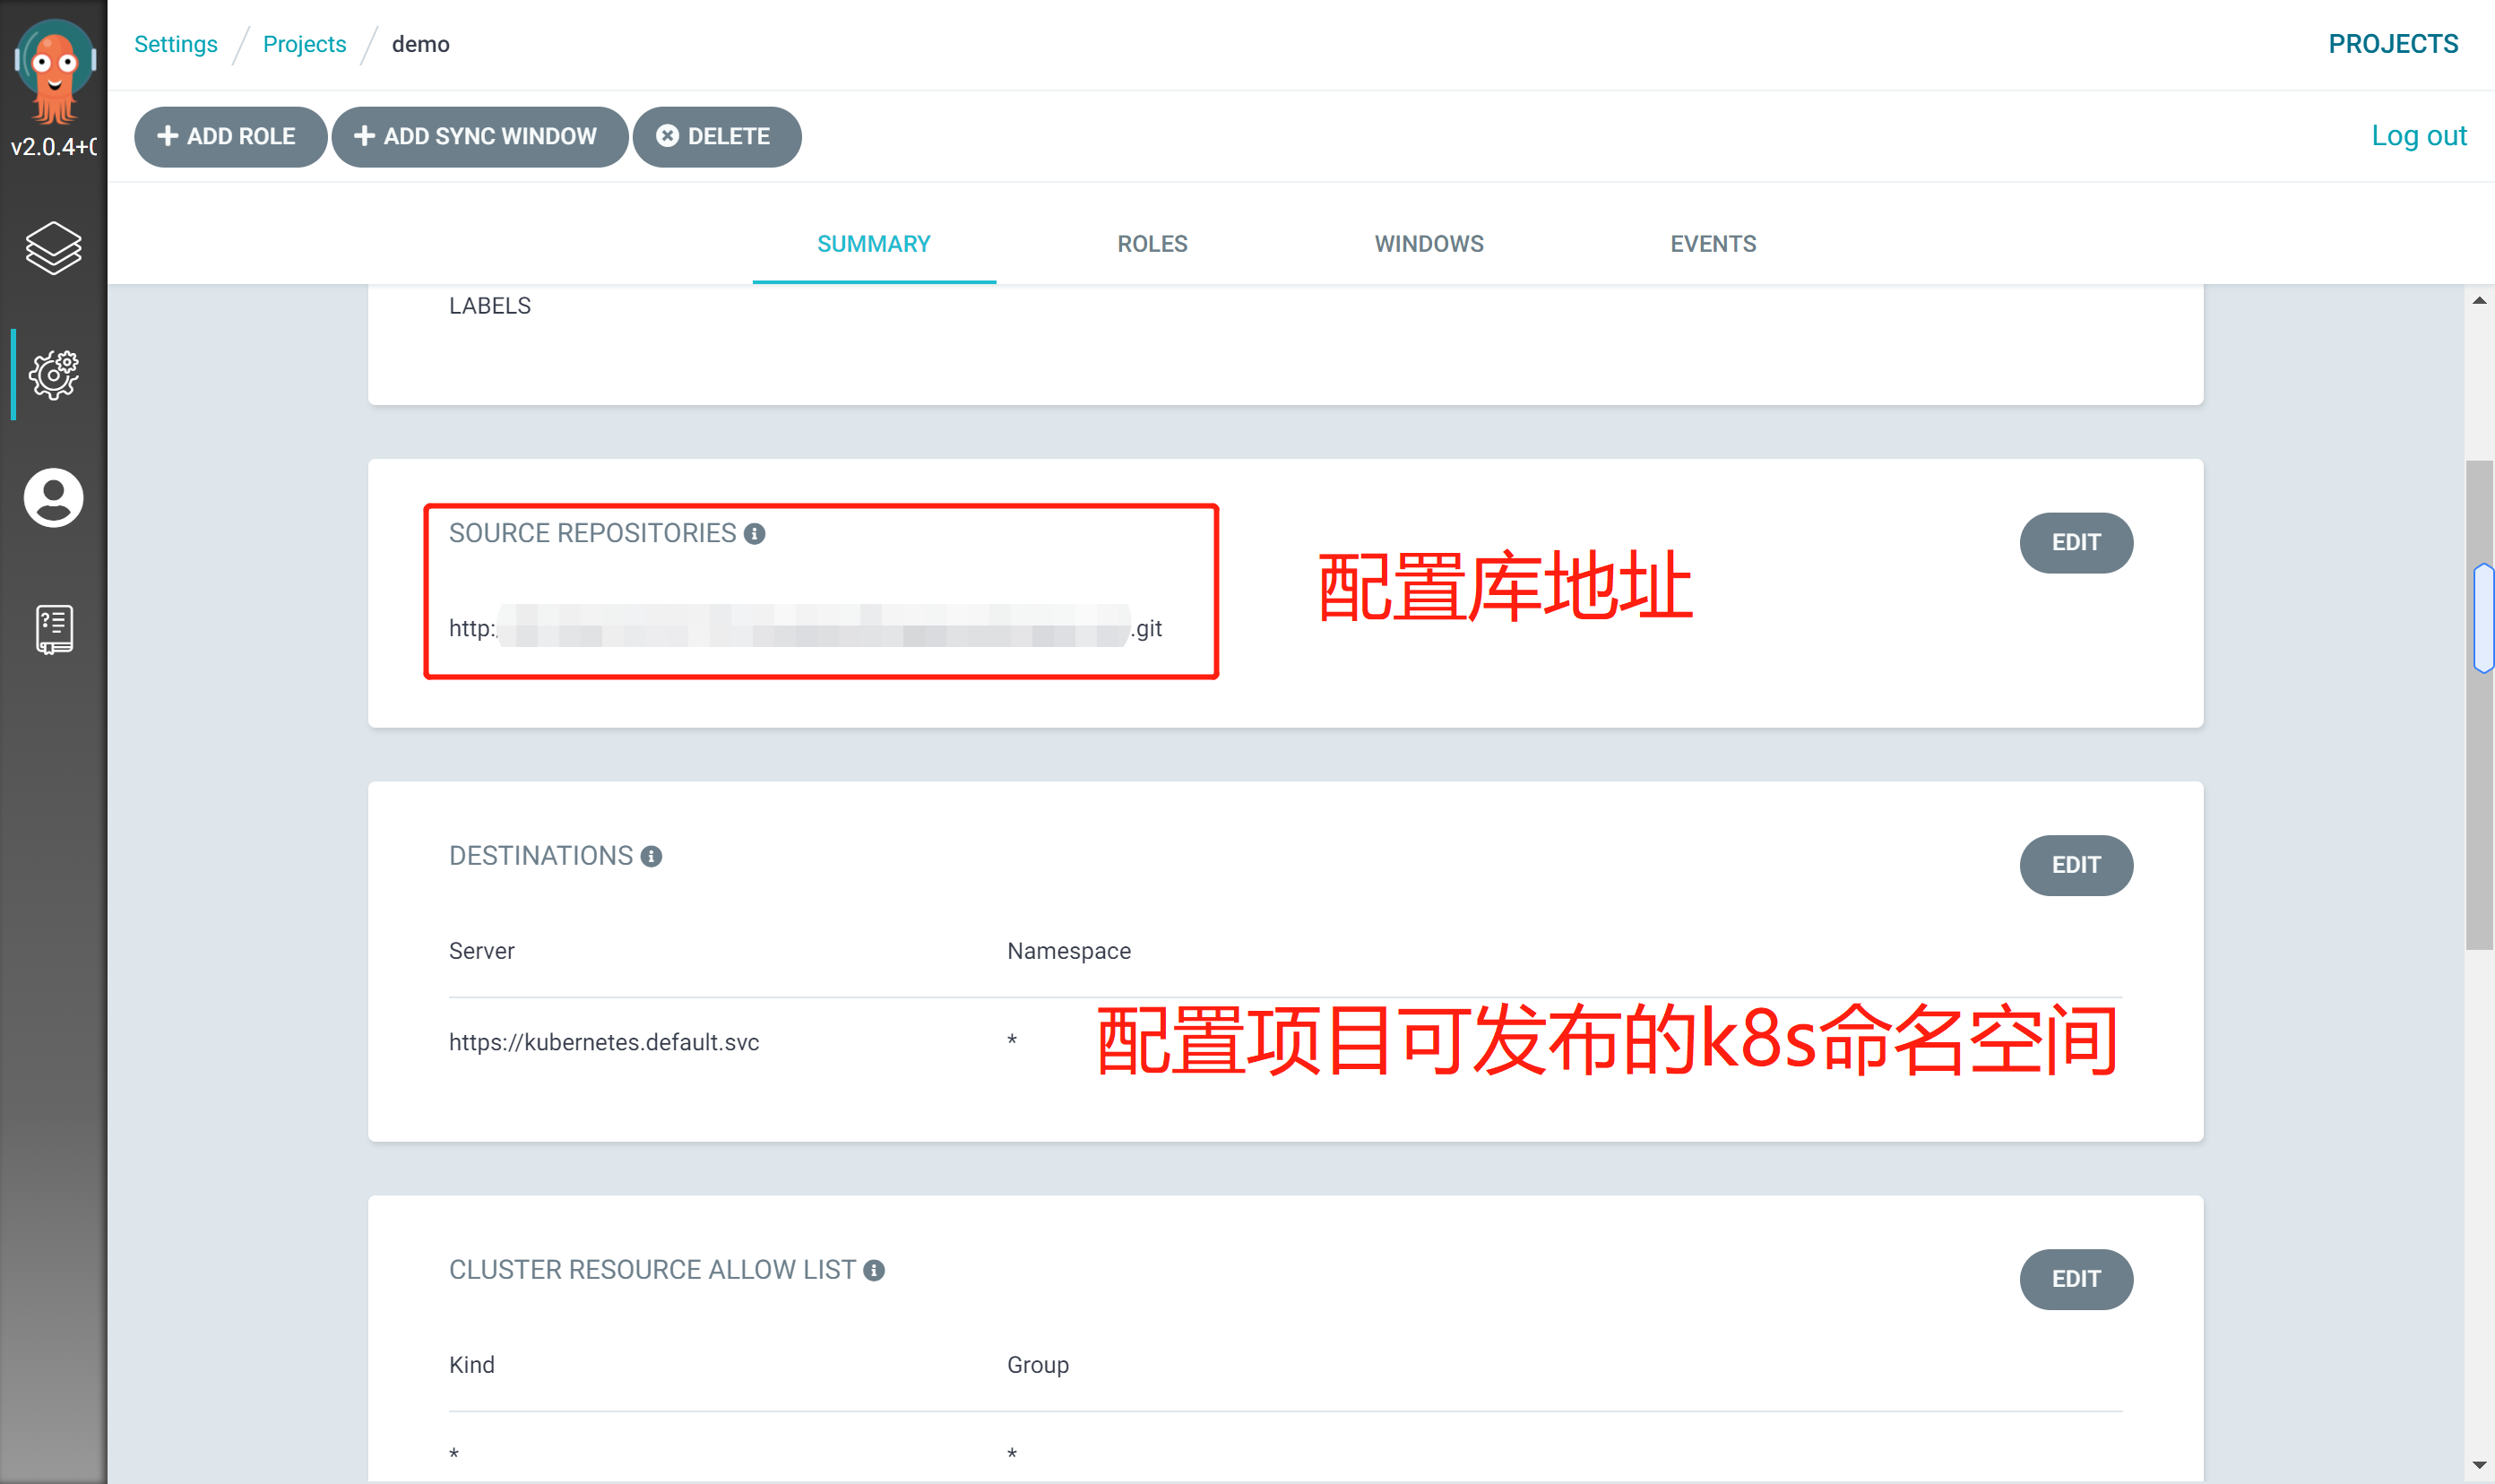 Settings / Projects / demo
PROJECTS
v2.0.4+
ADD ROLE
ADD SYNC WINDOW
DELETE
Log out
SUMMARY
ROLES
WINDOWS
EVENTS
LABELS
SOURCE REPOSITORIES
EDIT
配置库地址
http: .git
DESTINATIONS
EDIT
Server
Namespace
https://kubernetes.default.svc
*
配置项目可发布的k8s命名空间
CLUSTER RESOURCE ALLOW LIST
EDIT
Kind
Group
*
*